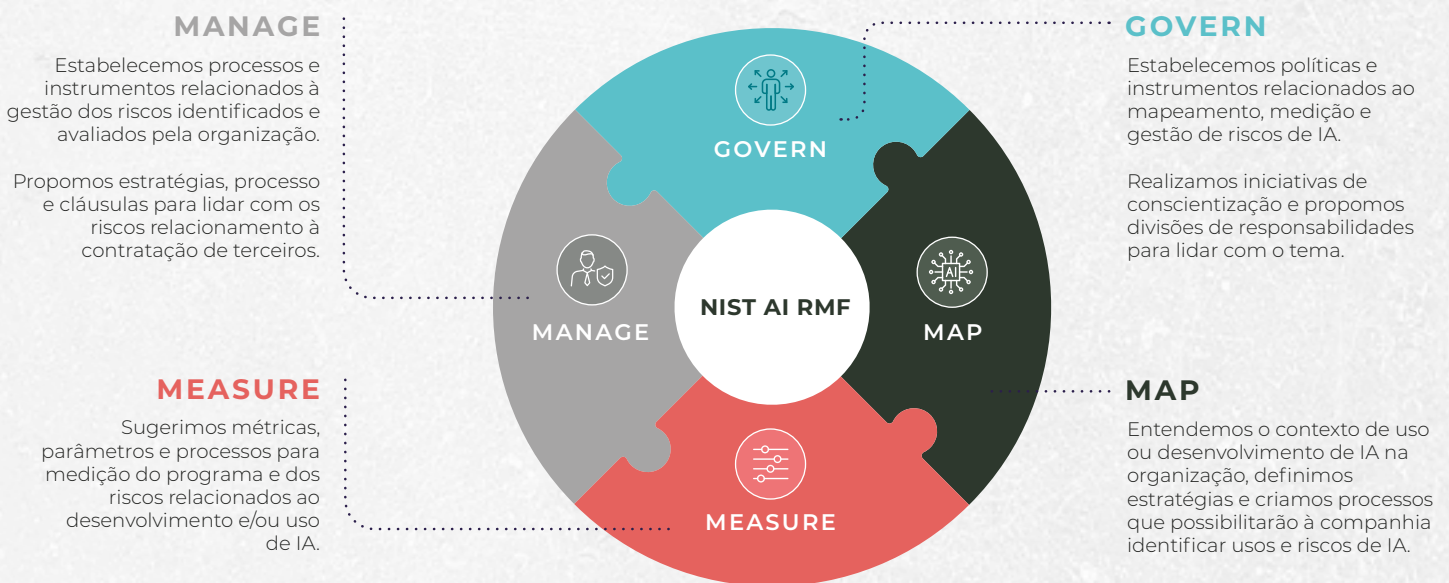 MANAGE
Estabelecemos processos e
instrumentos relacionados à
gestão dos riscos identificados e
avaliados pela organização.
Propomos estratégias, processo
e cláusulas para lidar com os
riscos relacionamento à
contratação de terceiros.
MEASURE
Sugerimos métricas,
parâmetros e processos para
medição do programa e dos
riscos relacionados ao
desenvolvimento e/ou uso
de IA.
GOVERN
MANAGE
NIST AI RMF
AI
MAP
MEASURE
GOVERN
Estabelecemos políticas e
instrumentos relacionados ao
mapeamento, medição e
gestão de riscos de IA.
Realizamos iniciativas de
conscientização e propomos
divisões de responsabilidades
para lidar com o tema.
MAP
Entendemos o contexto de uso
ou desenvolvimento de IA na
organização, definimos
estratégias e criamos processos
que possibilitarão à companhia
identificar usos e riscos de IA.